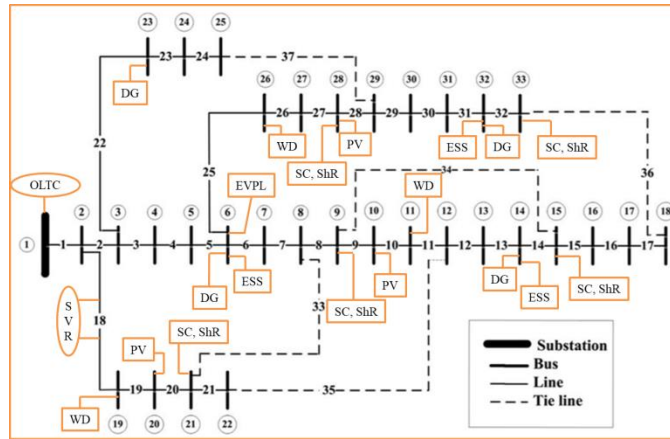 23 24 25
23 24 37
DG
26 27 28 29 30 31 32 33
26 27 28 29 30 31 32
WD
SC, ShR
PV
ESS
DG
SC, ShR
22
25
OLTC
EVPL
WD
34
36
1 2 3 4 5 6 7 8 9 10 11 12 13 14 15 16 17 18
1 2 3 4 5 6 7 8 9 10 11 12 13 14 15 16 17
DG
ESS
SC, ShR
PV
DG
ESS
SC, ShR
S
V
R
18
33
PV
SC, ShR
35
19 20 21
WD
19 20 21 22
Substation
Bus
Line
Tie line